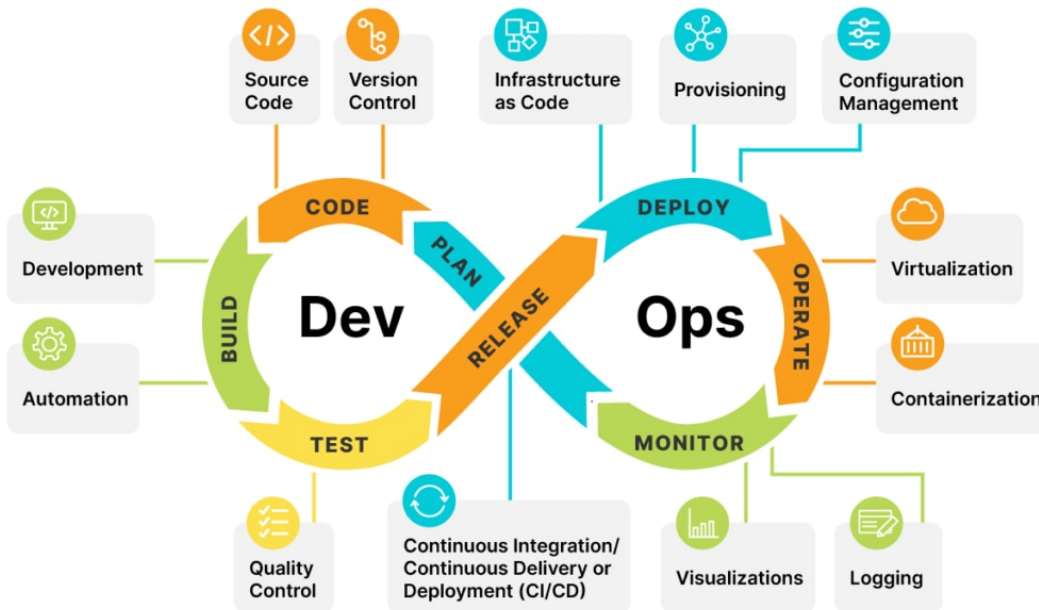 Source
Code
Version
Control
Infrastructure
as Code
Provisioning
Configuration
Management
CODE
DEPLOY
PLAN
Development
Virtualization
Dev
Ops
BUILD
RELEASE
OPERATE
Automation
Containerization
TEST
MONITOR
Quality
Control
Continuous Integration/
Continuous Delivery or
Deployment (CI/CD)
Visualizations
Logging